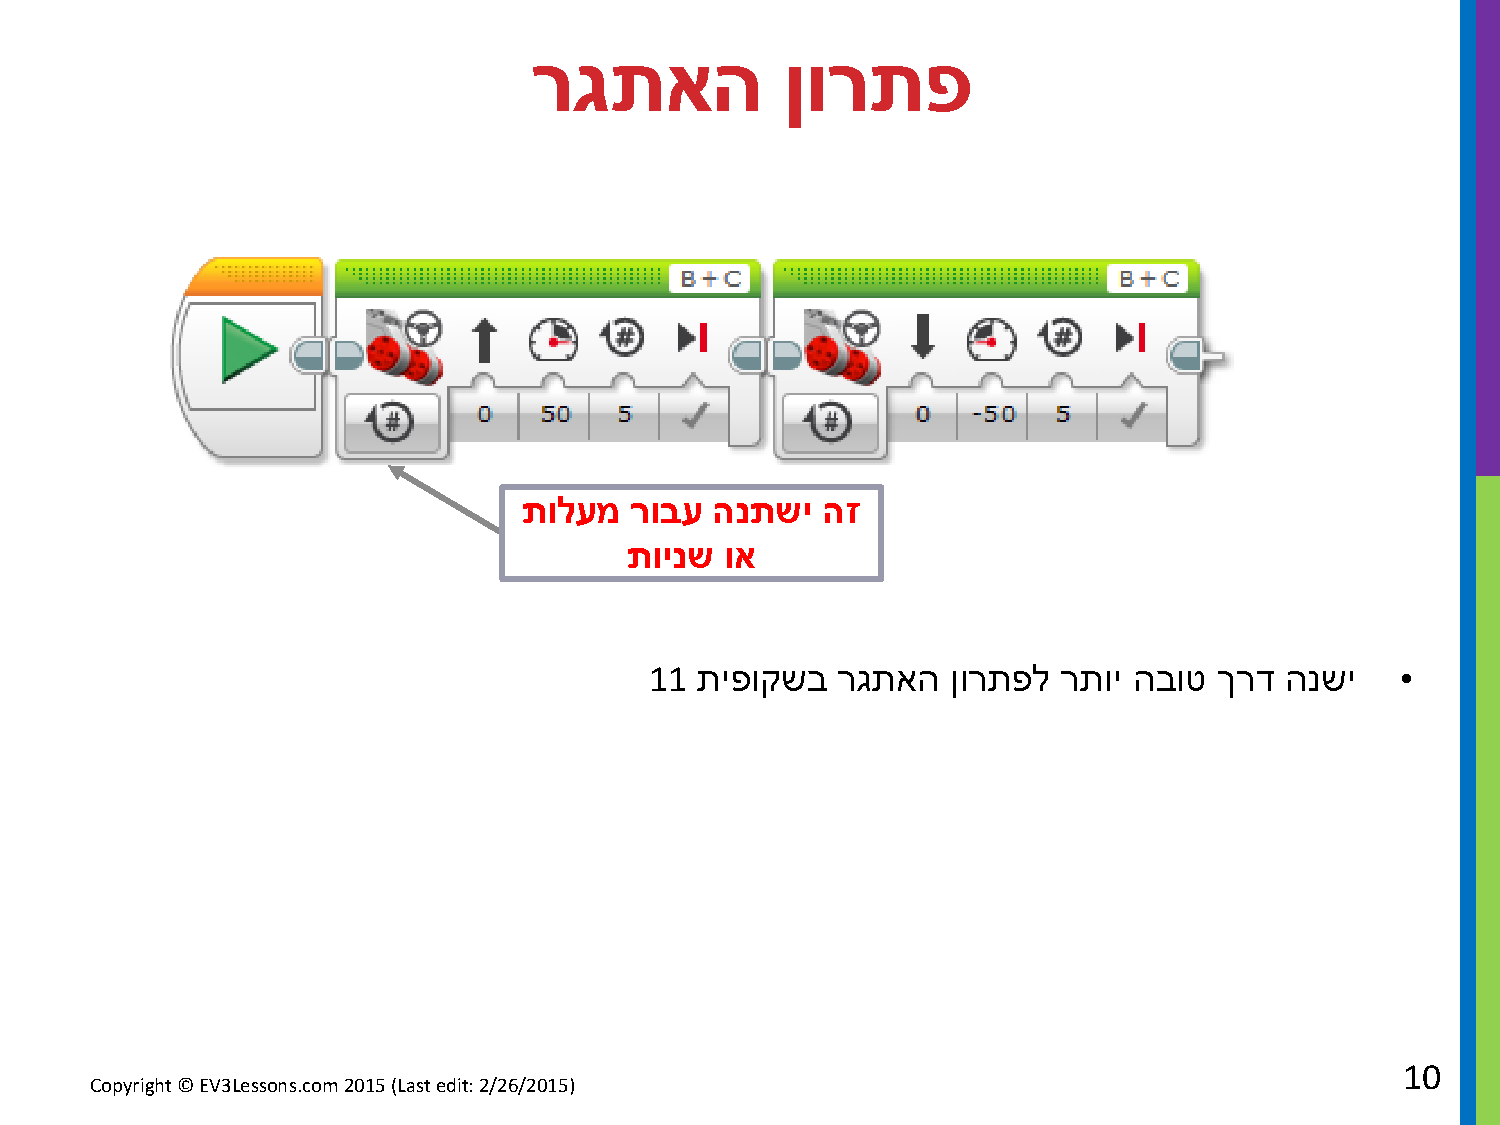 פתרון האתגר
B + C
B + C
#
#
#
0
50
5
#
0
-50
5
זה ישתנה עבור מעלות
או שניות
• ישנה דרך טובה יותר לפתרון האתגר בשקופית 11
Copyright © EV3Lessons.com 2015 (Last edit: 2/26/2015)
10